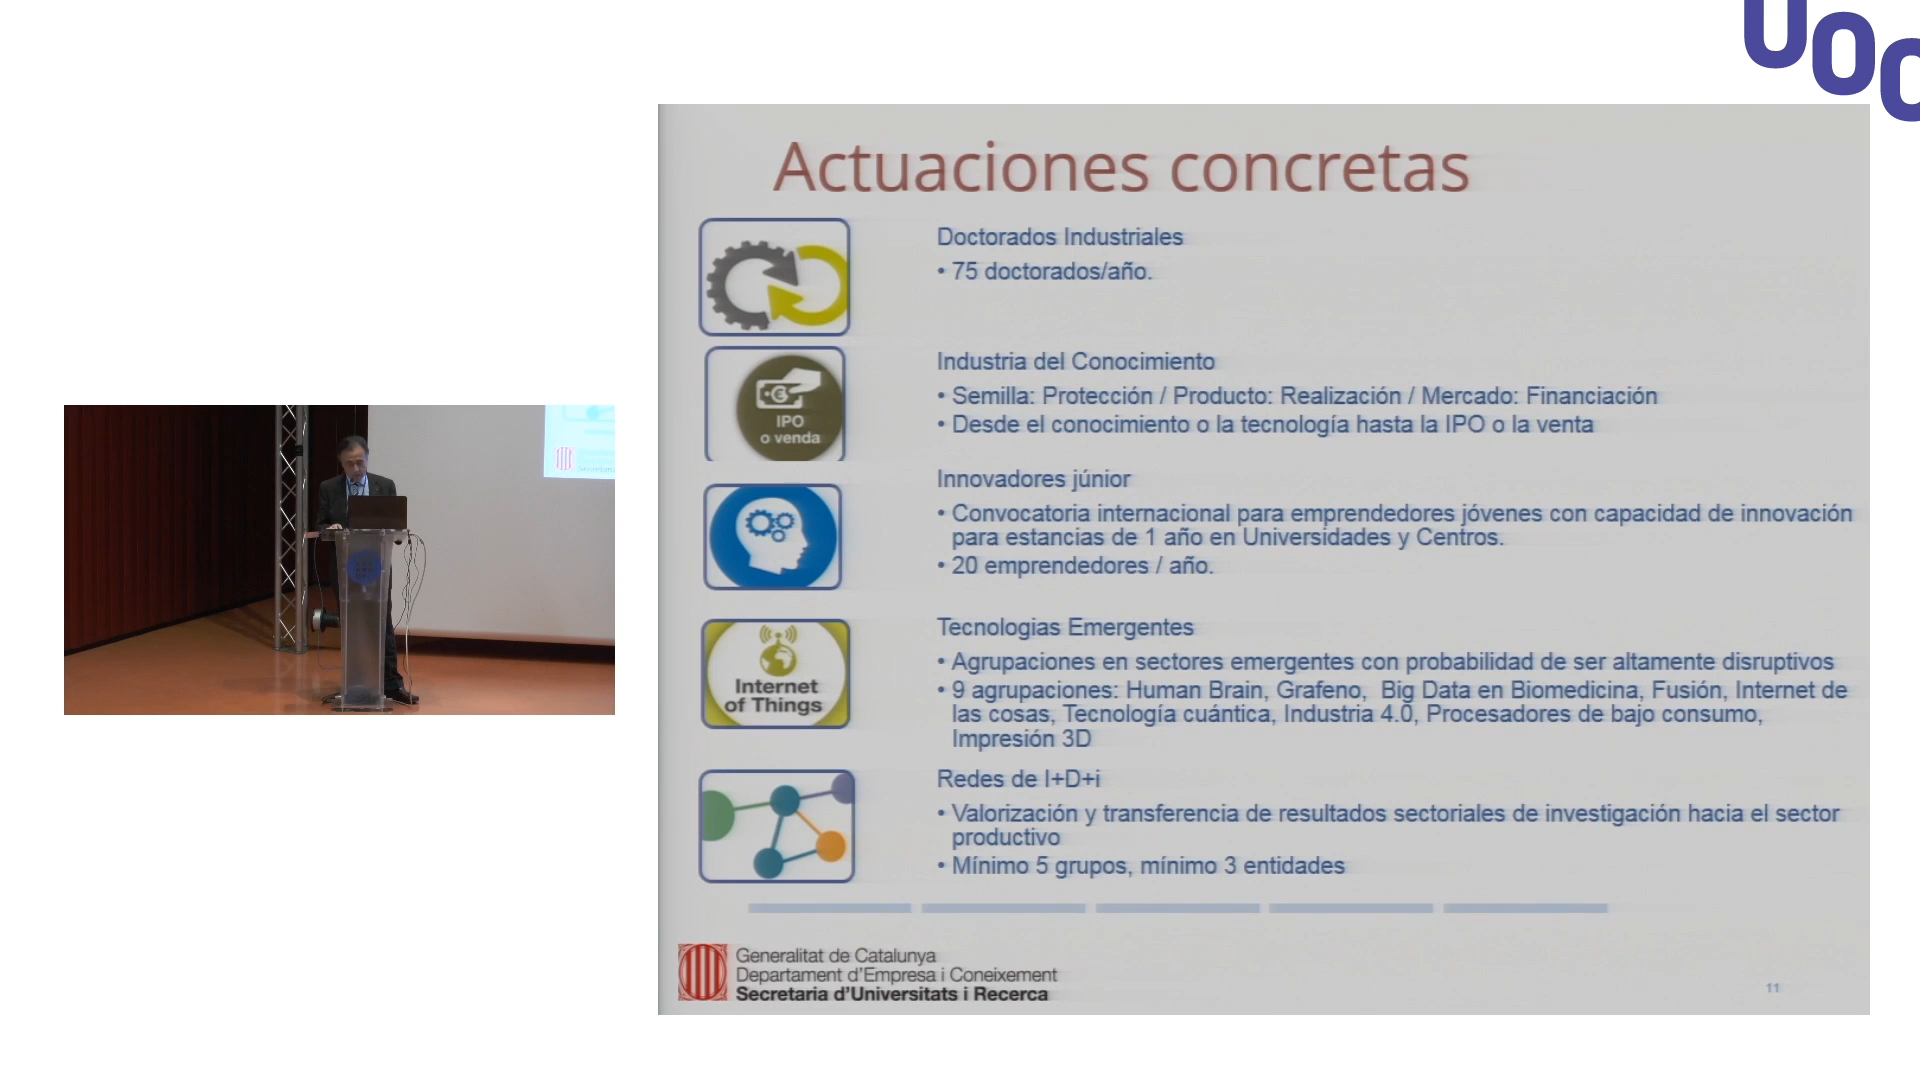 UOC
Actuaciones concretas
Doctorados Industriales
• 75 doctorados/año.
IPO
o venda
Industria del Conocimiento
• Semilla: Protección / Producto: Realización / Mercado: Financiación
• Desde el conocimiento o la tecnología hasta la IPO o la venta
Innovadores júnior
• Convocatoria internacional para emprendedores jóvenes con capacidad de innovación
para estancias de 1 año en Universidades y Centros.
• 20 emprendedores / año.
Internet
of Things
Tecnologias Emergentes
• Agrupaciones en sectores emergentes con probabilidad de ser altamente disruptivos
• 9 agrupaciones: Human Brain, Grafeno, Big Data en Biomedicina, Fusión, Internet de
las cosas, Tecnología cuántica, Industria 4.0, Procesadores de bajo consumo,
Impresión 3D
Redes de I+D+i
• Valorización y transferencia de resultados sectoriales de investigación hacia el sector
productivo
• Mínimo 5 grupos, mínimo 3 entidades
Generalitat de Catalunya
Departament d'Empresa i Coneixement
Secretaria d'Universitats i Recerca
11